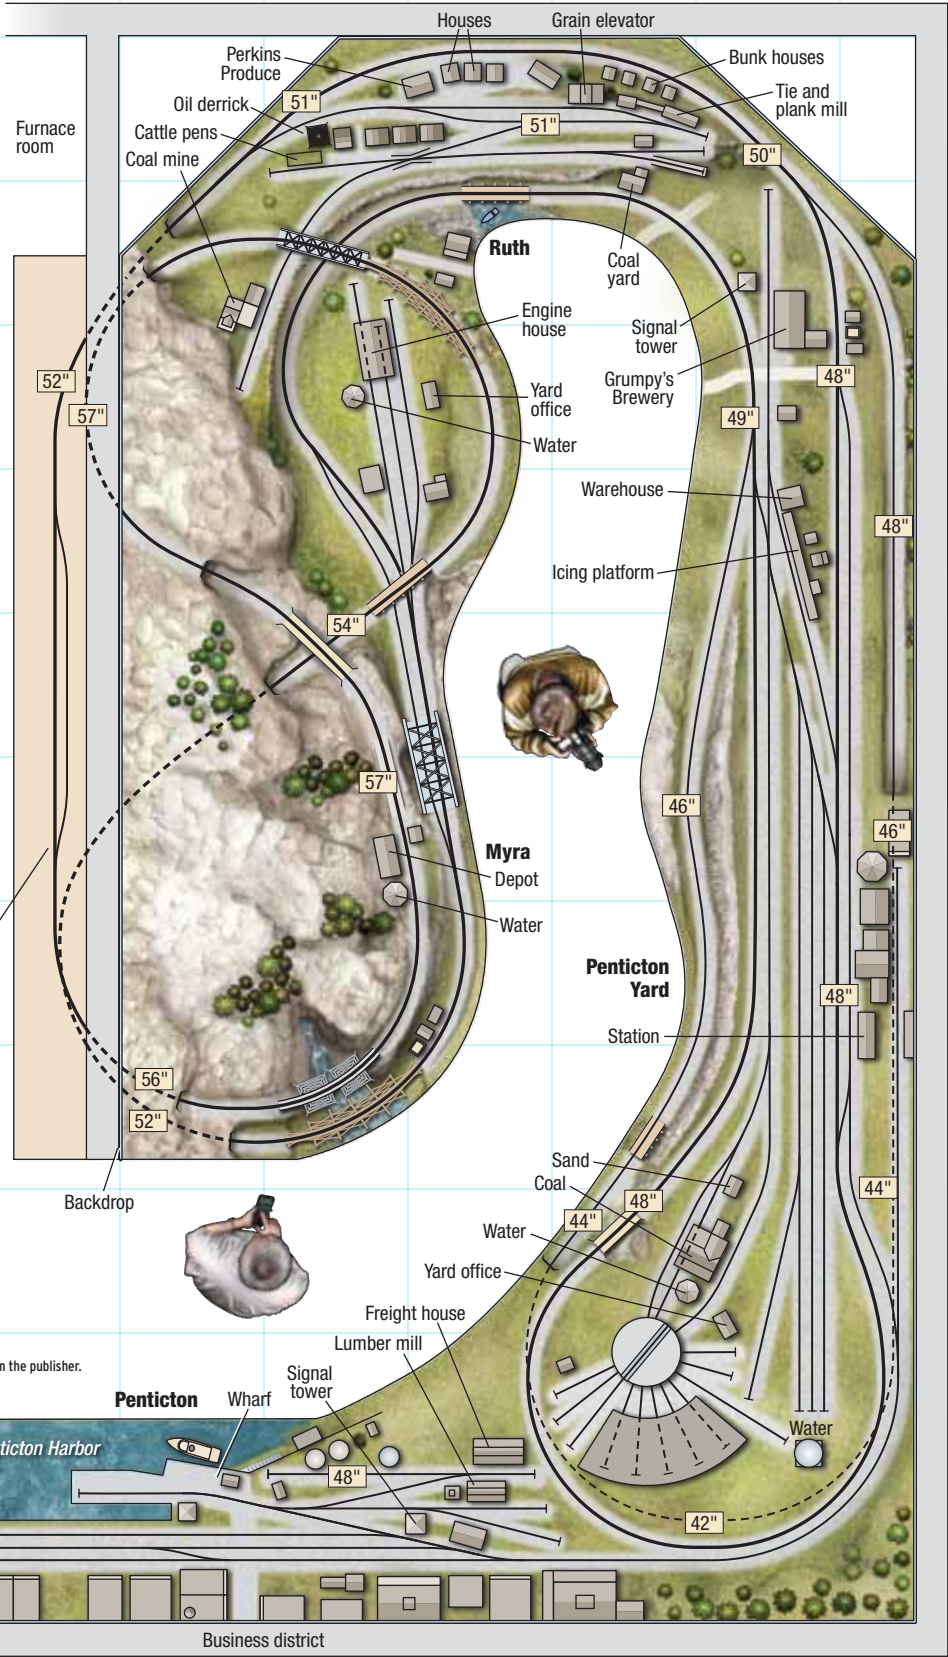 Houses
Grain elevator
Perkins
Produce
Bunk houses
51"
Oil derrick
Tie and
plank mill
Furnace
room
Cattle pens
51"
Coal mine
50"
Ruth
Coal
yard
Engine
house
Signal
tower
52"
Grumpy's
Brewery
48"
57"
Yard
office
49"
Water
Warehouse
48"
Icing platform
54"
57"
46"
46"
Myra
Depot
Water
Penticton
Yard
48"
Station
56"
52"
Sand
Coal
44"
Backdrop
48"
44"
Water
Yard office
Freight house
Lumber mill
m the publisher.
Signal
tower
Penticton
Wharf
Water
ticton Harbor
48"
42"
Business district